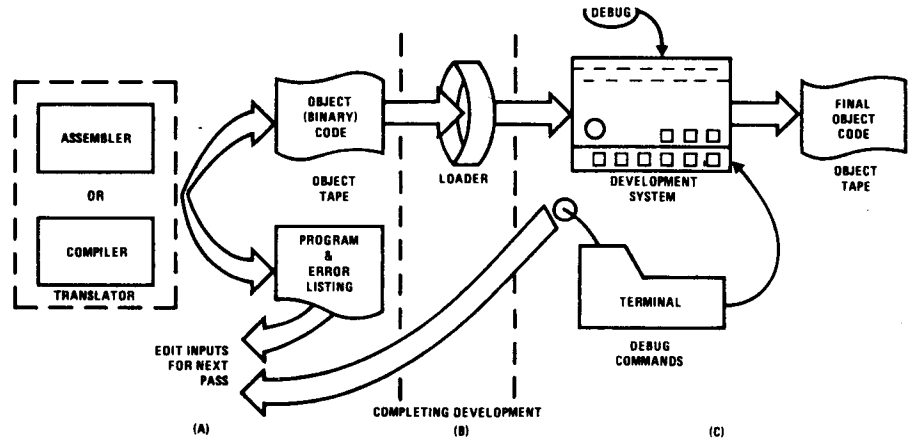 DEBUG
ASSEMBLER
OR
COMPILER
TRANSLATOR
OBJECT
(BINARY)
CODE
OBJECT
TAPE
PROGRAM
&
ERROR
LISTING
EDIT INPUTS
FOR NEXT
PASS
LOADER
DEVELOPMENT
SYSTEM
FINAL
OBJECT
CODE
OBJECT
TAPE
TERMINAL
DEBUG
COMMANDS
COMPLETING DEVELOPMENT
(A)
(B)
(C)